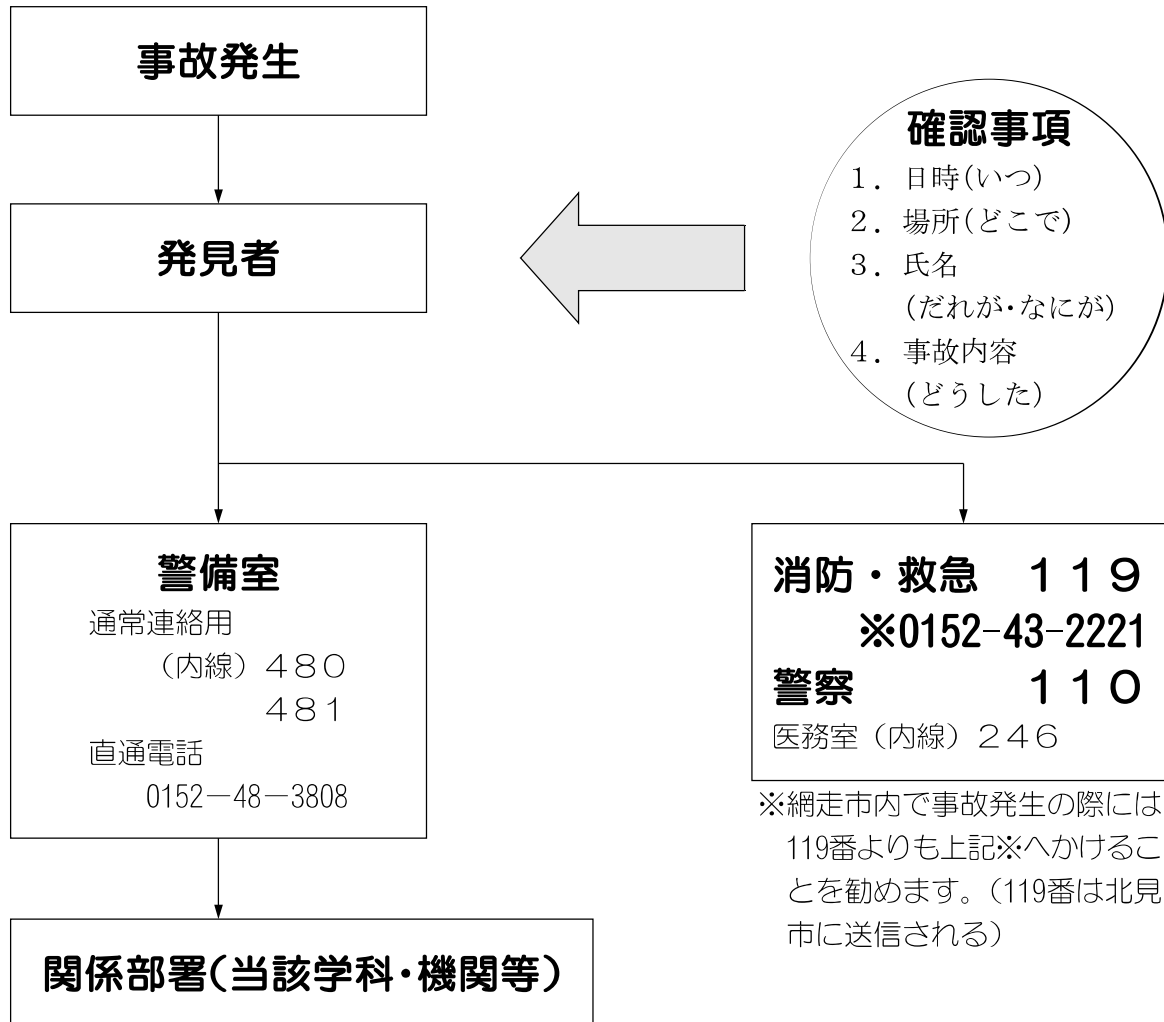 事故発生
発見者
確認事項
１．日時(いつ)
２．場所(どこで)
３．氏名
(だれが・なにが)
４．事故内容
(どうした)
警備室
通常連絡用
（内線）４８０
４８１
直通電話
0152－48－3808
消防・救急　１１９
※0152-43-2221
警察　１１０
医務室（内線）２４６
※網走市内で事故発生の際には
119番よりも上記※へかけるこ
とを勧めます。（119番は北見
市に送信される）
関係部署(当該学科・機関等)